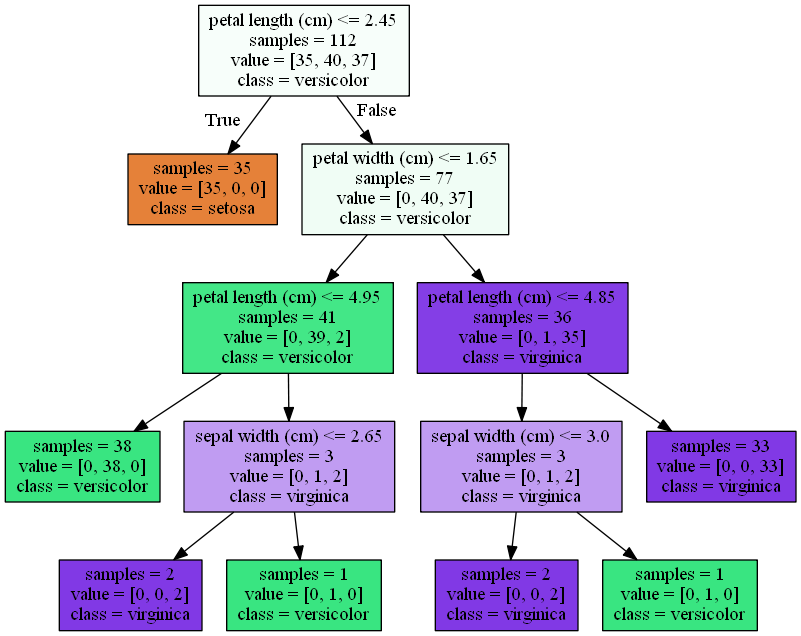 petal length (cm) <= 2.45
samples = 112
value = [35, 40, 37]
class = versicolor
True
False
samples = 35
value = [35, 0, 0]
class = setosa
petal width (cm) <= 1.65
samples = 77
value = [0, 40, 37]
class = versicolor
petal length (cm) <= 4.95
samples = 41
value = [0, 39, 2]
class = versicolor
petal length (cm) <= 4.85
samples = 36
value = [0, 1, 35]
class = virginica
samples = 38
value = [0, 38, 0]
class = versicolor
sepal width (cm) <= 2.65
samples = 3
value = [0, 1, 2]
class = virginica
sepal width (cm) <= 3.0
samples = 3
value = [0, 1, 2]
class = virginica
samples = 33
value = [0, 0, 33]
class = virginica
samples = 2
value = [0, 0, 2]
class = virginica
samples = 1
value = [0, 1, 0]
class = versicolor
samples = 2
value = [0, 0, 2]
class = virginica
samples = 1
value = [0, 1, 0]
class = versicolor